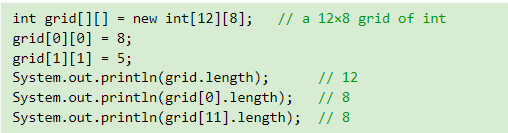 int grid[][] = new int[12][8];   // a 12×8 grid of int
grid[0][0] = 8;
grid[1][1] = 5;
System.out.println(grid.length);      // 12
System.out.println(grid[0].length);   // 8
System.out.println(grid[11].length);  // 8